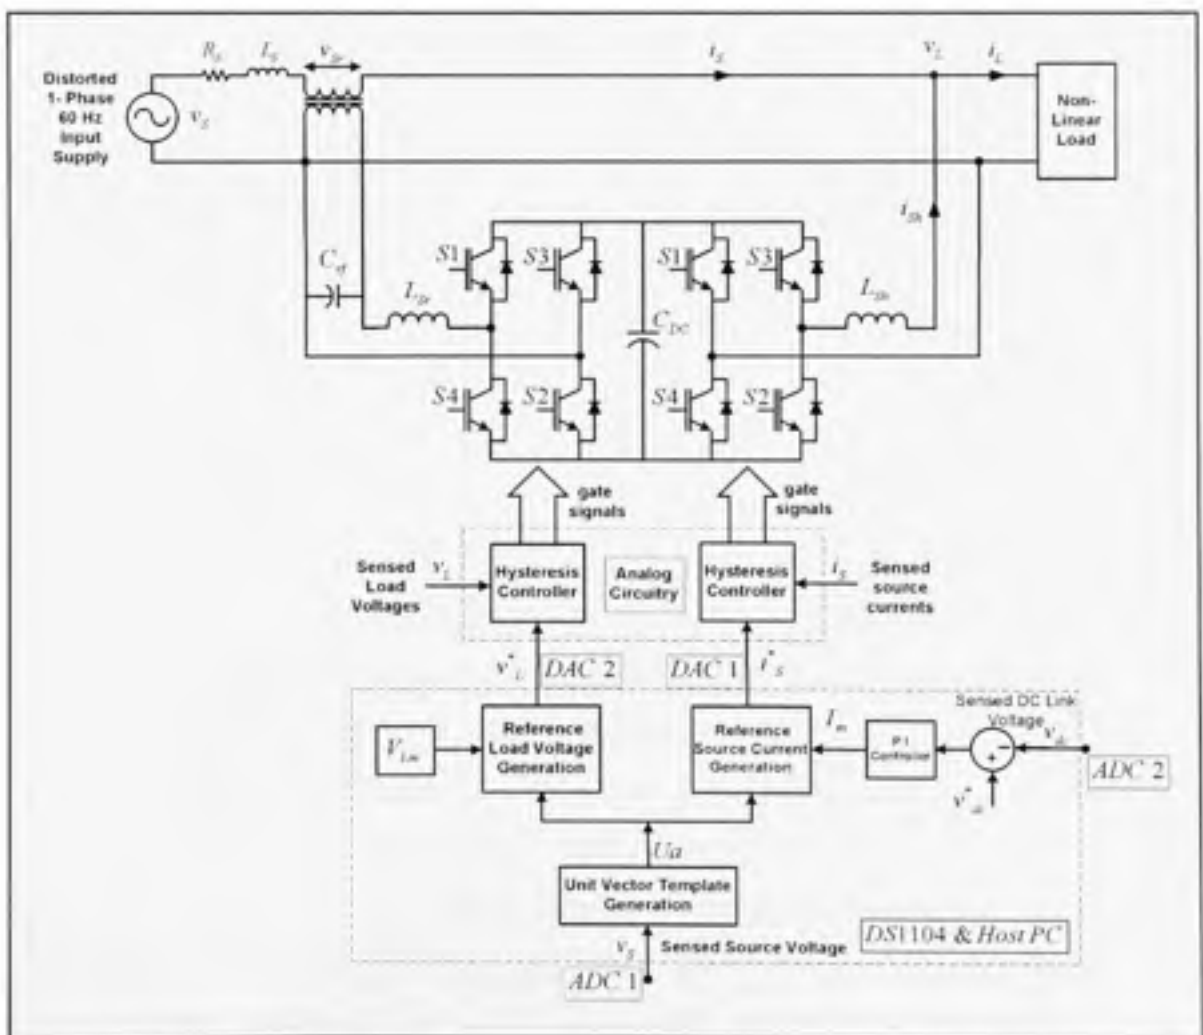 R_S L_S v_Sr i_S v_L i_L
Distorted
1- Phase
60 Hz
Input
Supply
v_S
Non-
Linear
Load
i_Sh
S1 S3 S1 S3
C_rf
L_Sr
C_DC
L_Sh
S4 S2 S4 S2
gate
signals
gate
signals
Sensed
Load
Voltages
v_L
Hysteresis
Controller
Analog
Circuitry
Hysteresis
Controller
i_S
Sensed
source
currents
v*_L
DAC 2
DAC 1
i*_S
V_Lm
Reference
Load Voltage
Generation
Reference
Source Current
Generation
I_m
P I
Controller
Sensed DC Link
Voltage
v_dc
+ −
v*_dc
ADC 2
Ua
Unit Vector Template
Generation
DS1104 & Host PC
v_S
Sensed Source Voltage
ADC 1